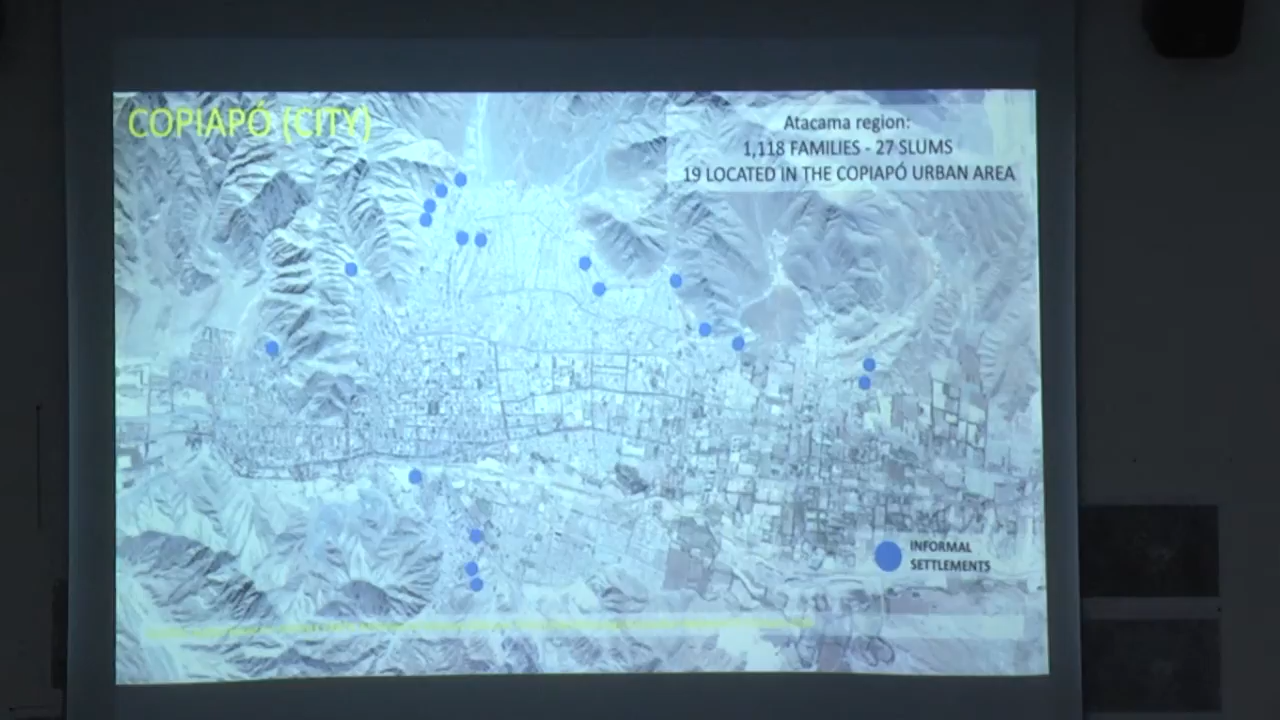 COPIAPÓ (CITY)
Atacama region:
1,118 FAMILIES - 27 SLUMS
19 LOCATED IN THE COPIAPÓ URBAN AREA
INFORMAL
SETTLEMENTS